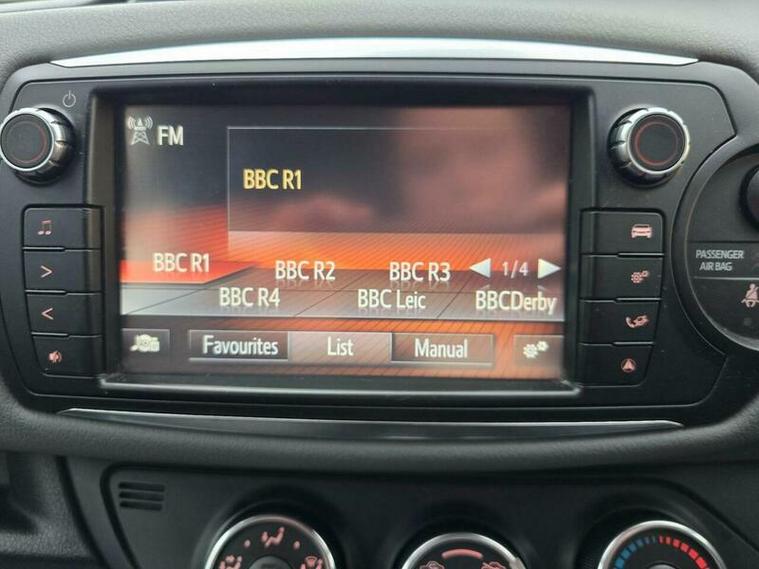 FM
BBC R1
BBC R1 BBC R2 BBC R3 1/4
BBC R4 BBC Leic BBCDerby
Favourites List Manual
PASSENGER
AIR BAG